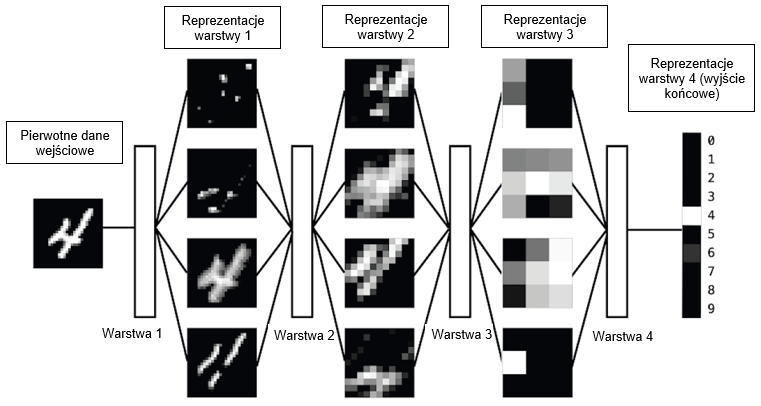 Reprezentacje
warstwy 1
Reprezentacje
warstwy 2
Reprezentacje
warstwy 3
Reprezentacje
warstwy 4 (wyjście
końcowe)
Pierwotne dane
wejściowe
0
1
2
3
4
5
6
7
8
9
Warstwa 1
Warstwa 2
Warstwa 3
Warstwa 4